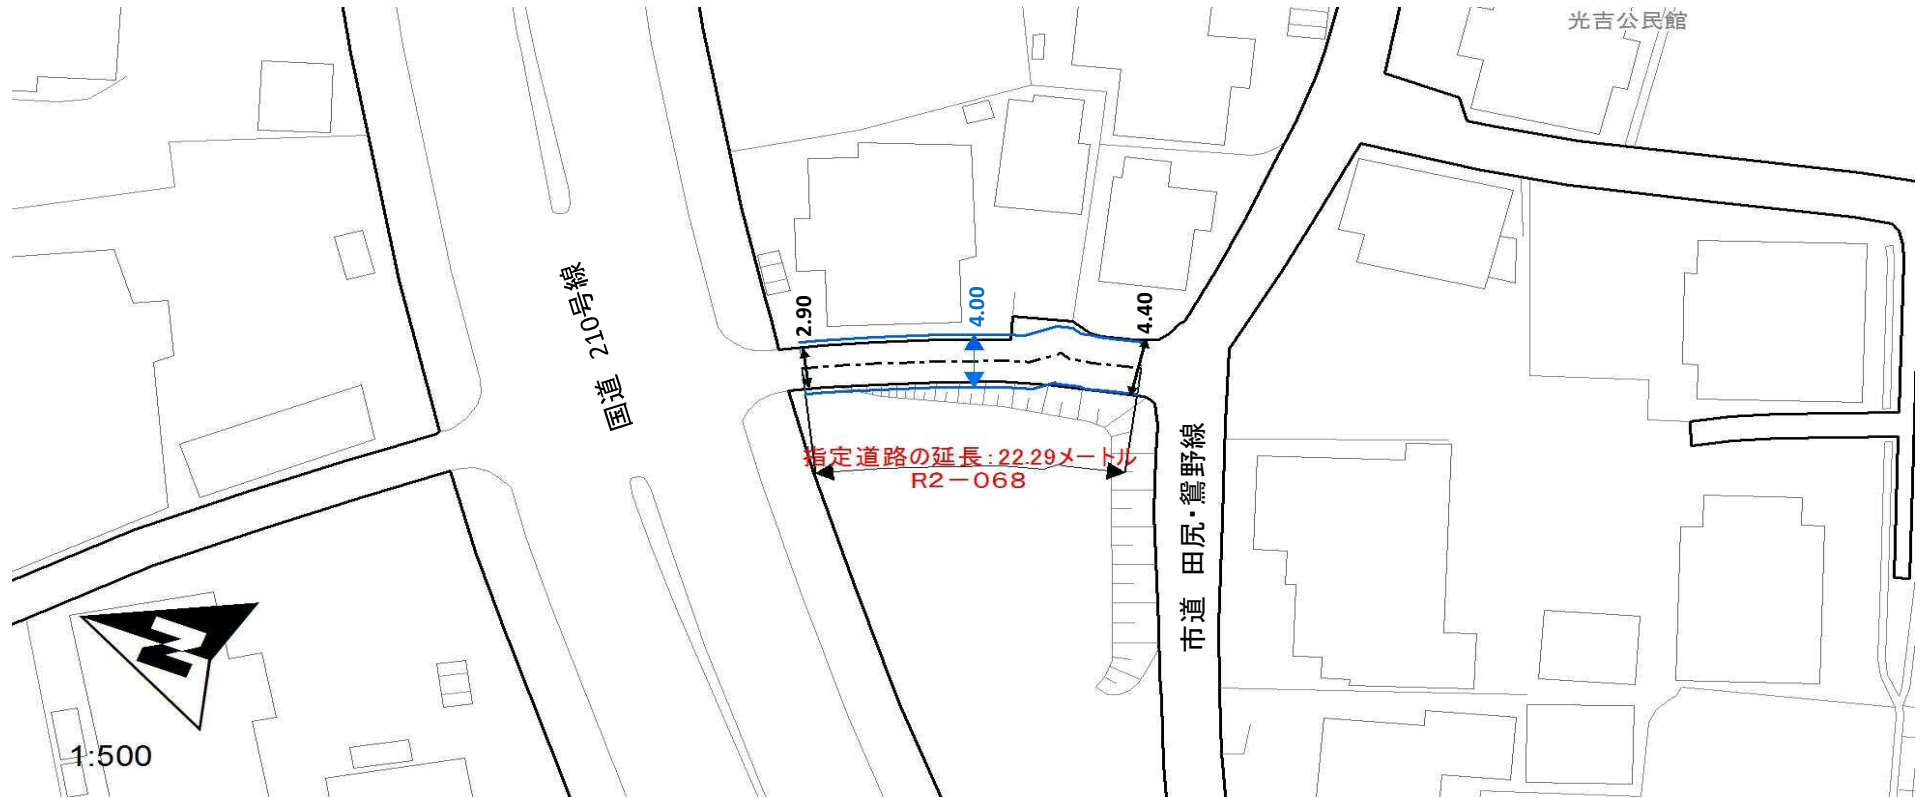 光吉公民館
国道 210号線
2.90
4.00
4.40
指定道路の延長:22.29メートル
R2-068
市道 田尻・鴛野線
N
1:500